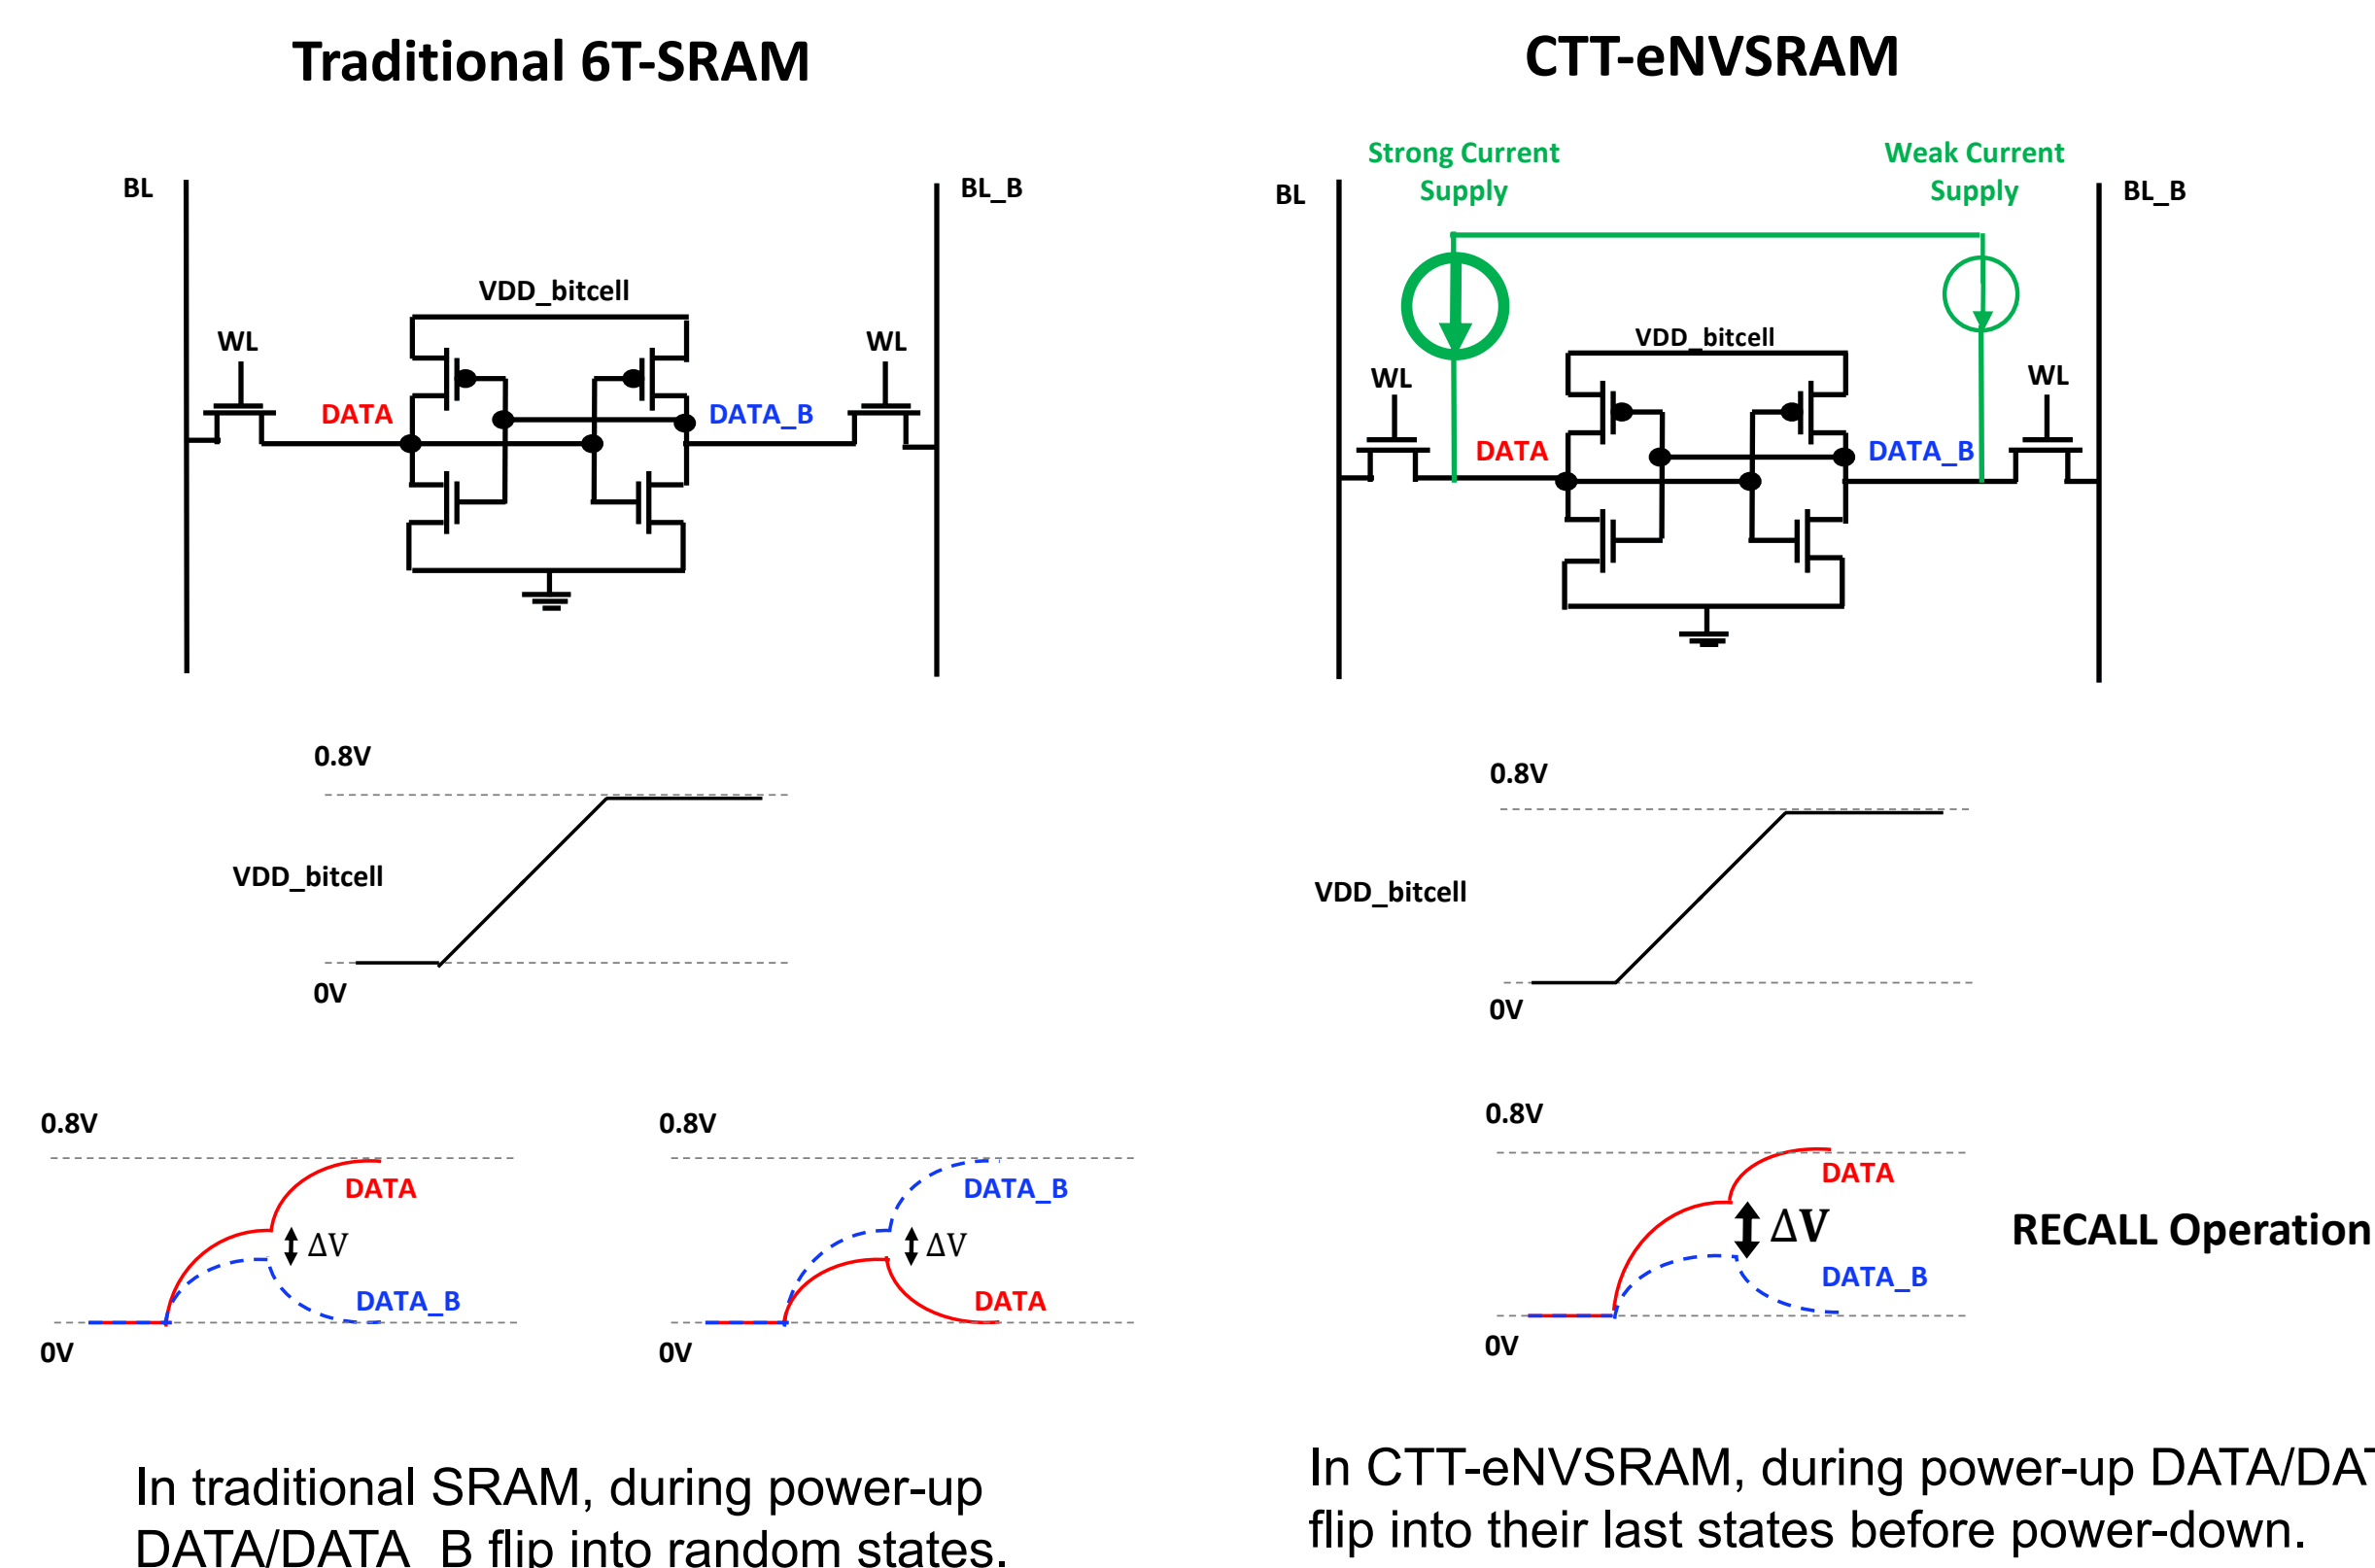 Traditional 6T-SRAM
BL
BL_B
VDD_bitcell
WL
WL
DATA
DATA_B
0.8V
VDD_bitcell
0V
0.8V
DATA
ΔV
DATA_B
0V
0.8V
DATA_B
ΔV
DATA
0V
In traditional SRAM, during power-up
DATA/DATA_B flip into random states.
CTT-eNVSRAM
Strong Current
Supply
Weak Current
Supply
BL
BL_B
VDD_bitcell
WL
WL
DATA
DATA_B
0.8V
VDD_bitcell
0V
0.8V
DATA
ΔV
DATA_B
0V
RECALL Operation
In CTT-eNVSRAM, during power-up DATA/DAT
flip into their last states before power-down.